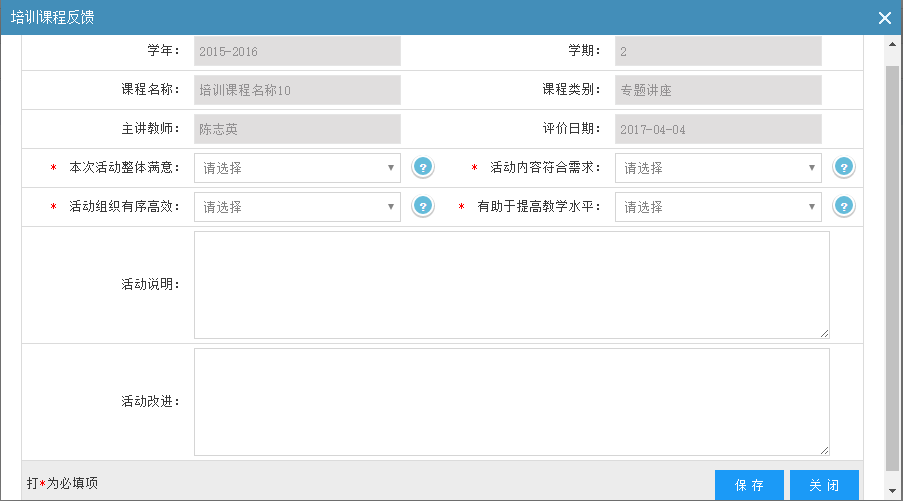 培训课程反馈
学年： 2015-2016 学期： 2
课程名称： 培训课程名称10 课程类别： 专题讲座
主讲教师： 陈志英 评价日期： 2017-04-04
* 本次活动整体满意： 请选择 ? * 活动内容符合需求： 请选择 ?
* 活动组织有序高效： 请选择 ? * 有助于提高教学水平： 请选择 ?
活动说明：
活动改进：
打*为必填项 保存 关闭